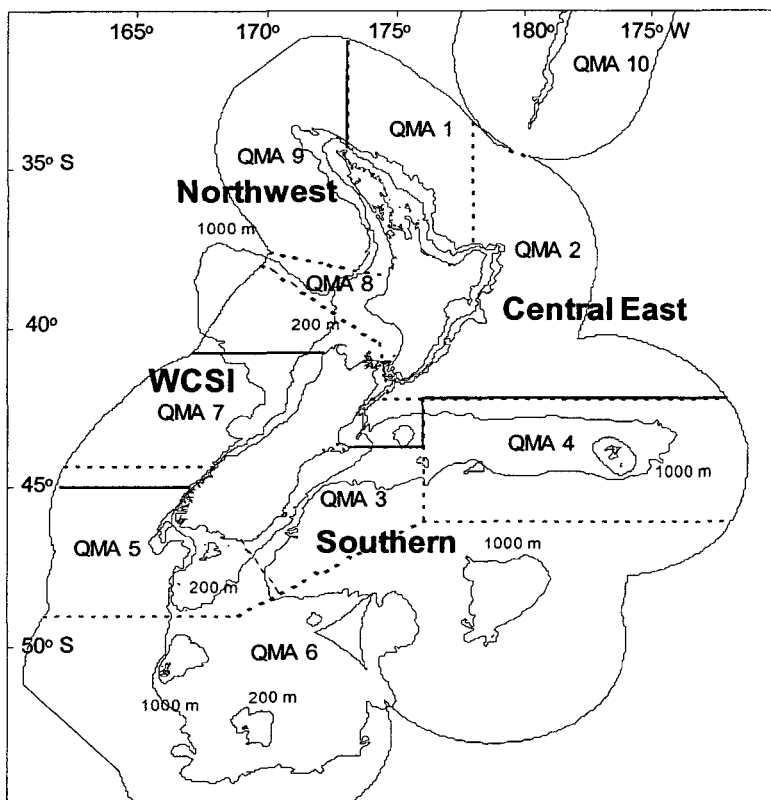 165º 170º 175º 180º 175º W
QMA 10
QMA 1
35º S
QMA 9
Northwest
1000 m
QMA 2
QMA 8
Central East
200 m
40º
WCSI
QMA 7
QMA 4
1000 m
45º
QMA 3
QMA 5
Southern
1000 m
200 m
50º S
QMA 6
1000 m
200 m